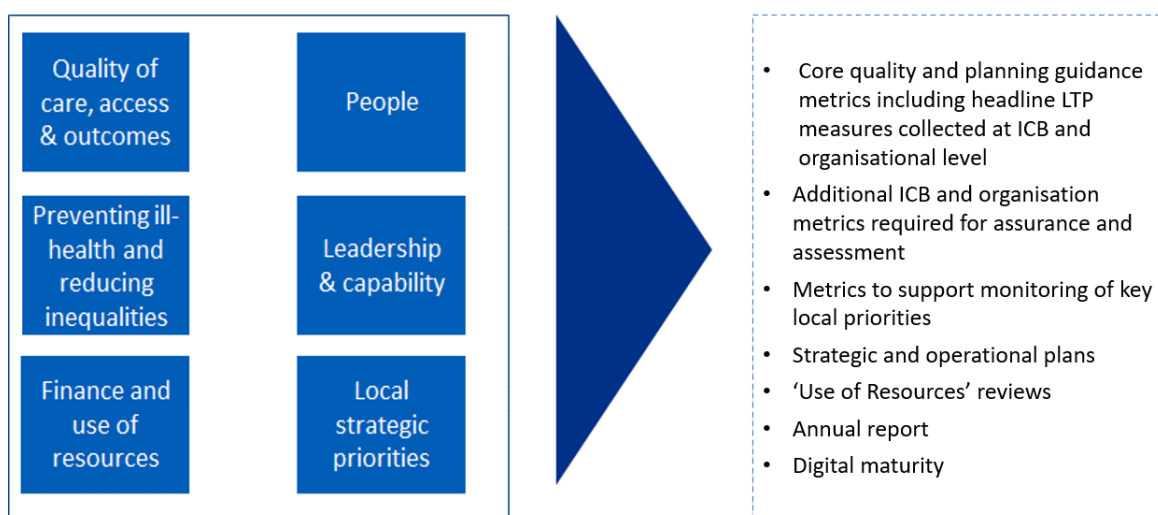 Quality of
care, access
& outcomes
People
Preventing ill-
health and
reducing
inequalities
Leadership
& capability
Finance and
use of
resources
Local
strategic
priorities
• Core quality and planning guidance
metrics including headline LTP
measures collected at ICB and
organisational level
• Additional ICB and organisation
metrics required for assurance and
assessment
• Metrics to support monitoring of key
local priorities
• Strategic and operational plans
• ‘Use of Resources’ reviews
• Annual report
• Digital maturity